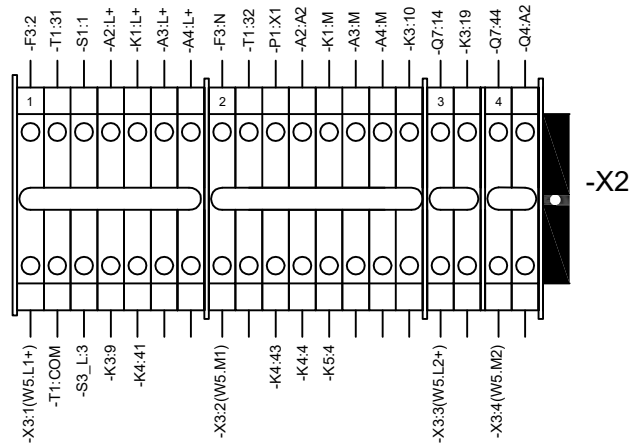 -F3:2
-T1:31
-S1:1
-A2:L+
-K1:L+
-A3:L+
-A4:L+
-F3:N
-T1:32
-P1:X1
-A2:A2
-K1:M
-A3:M
-A4:M
-K3:10
-Q7:14
-K3:19
-Q7:44
-Q4:A2
1
2
3
4
-X2
-X3:1(W5.L1+)
-T1:COM
-S3_L:3
-K3:9
-K4:41
-X3:2(W5.M1)
-K4:43
-K4:4
-K5:4
-X3:3(W5.L2+)
-X3:4(W5.M2)